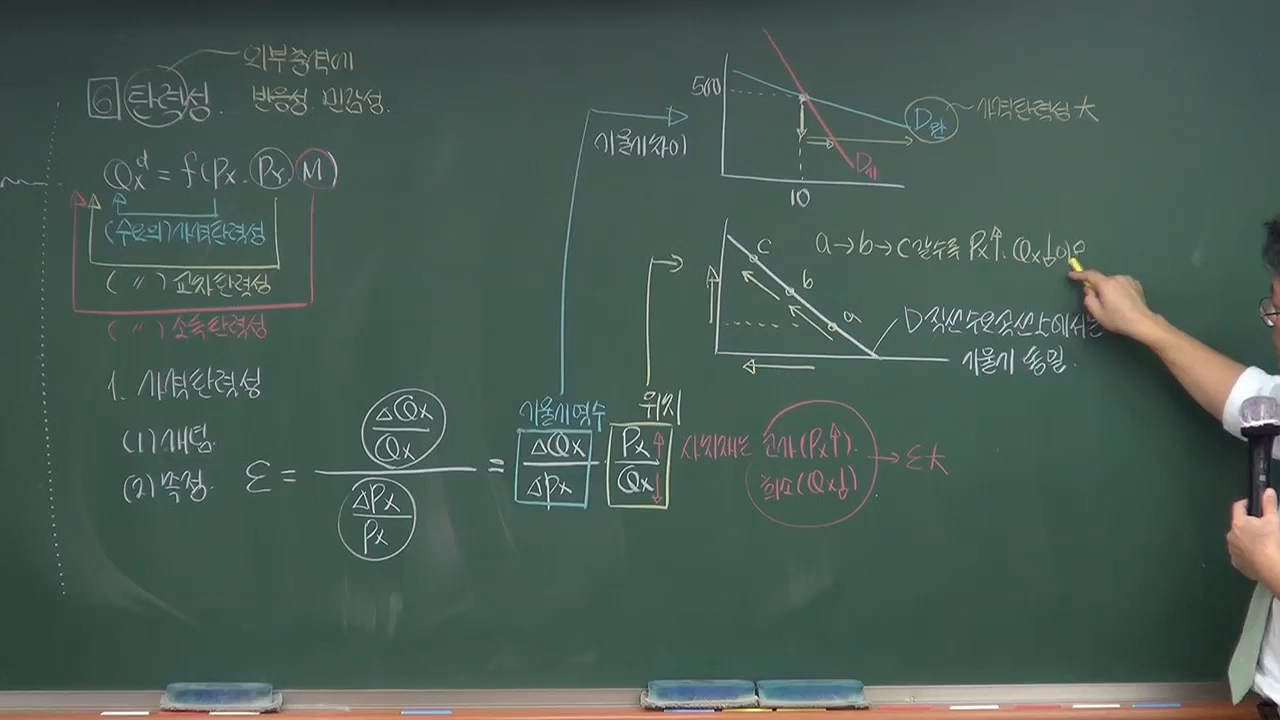 외부충격에
6 탄력성.
반응성. 민감성.
Qxᵈ = f(Px. Pr M)
(수요의)가격탄력성
( 〃 ) 교차탄력성
( 〃 ) 소득탄력성
1. 가격탄력성
(1) 개념.
(2) 측정.
ε = ΔQx/Qx / ΔPx/Px = ΔQx/ΔPx · Px↑/Qx↓
기울기역수
위치
사치재는 고가(Px↑).
희소(Qx↓)
→ ε大
기울기차이
500
10
D완
D급
가격탄력성 大
a→b→c 갈수록 Px↑. Qx↓이므
c
b
a
D 직선수요곡선上에서는
기울기 동일.